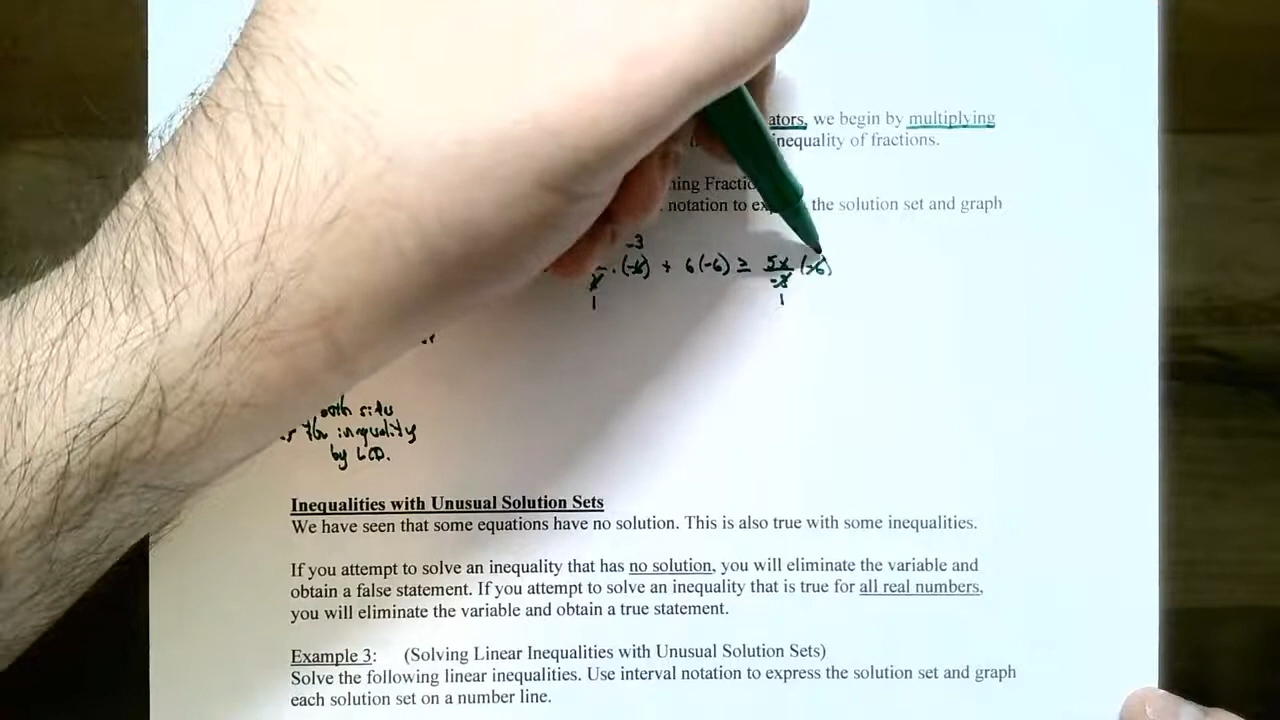 ators, we begin by multiplying
inequality of fractions.
ning Fractio
notation to ex the solution set and graph
-3
·(-6) + 6(-6) ≥ 5x/-3 (-6)
1 1
both sides
the inequality
by LCD.
Inequalities with Unusual Solution Sets
We have seen that some equations have no solution. This is also true with some inequalities.
If you attempt to solve an inequality that has no solution, you will eliminate the variable and
obtain a false statement. If you attempt to solve an inequality that is true for all real numbers,
you will eliminate the variable and obtain a true statement.
Example 3: (Solving Linear Inequalities with Unusual Solution Sets)
Solve the following linear inequalities. Use interval notation to express the solution set and graph
each solution set on a number line.